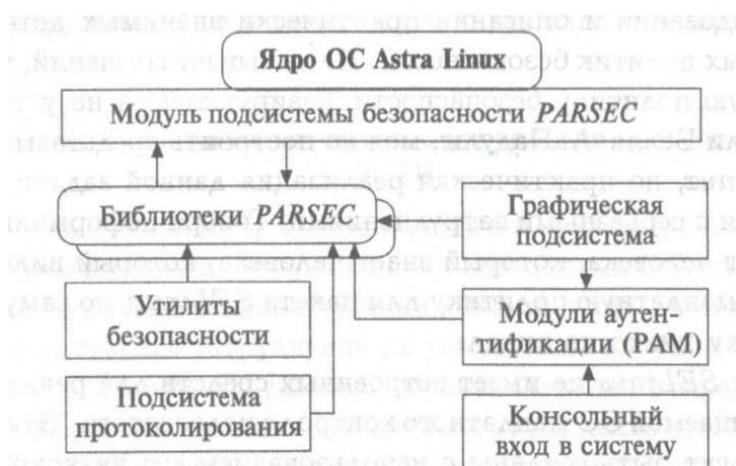 Ядро ОС Astra Linux
Модуль подсистемы безопасности PARSEC
Библиотеки PARSEC
Графическая
подсистема
Утилиты
безопасности
Модули аутен-
тификации (PAM)
Подсистема
протоколирования
Консольный
вход в систему